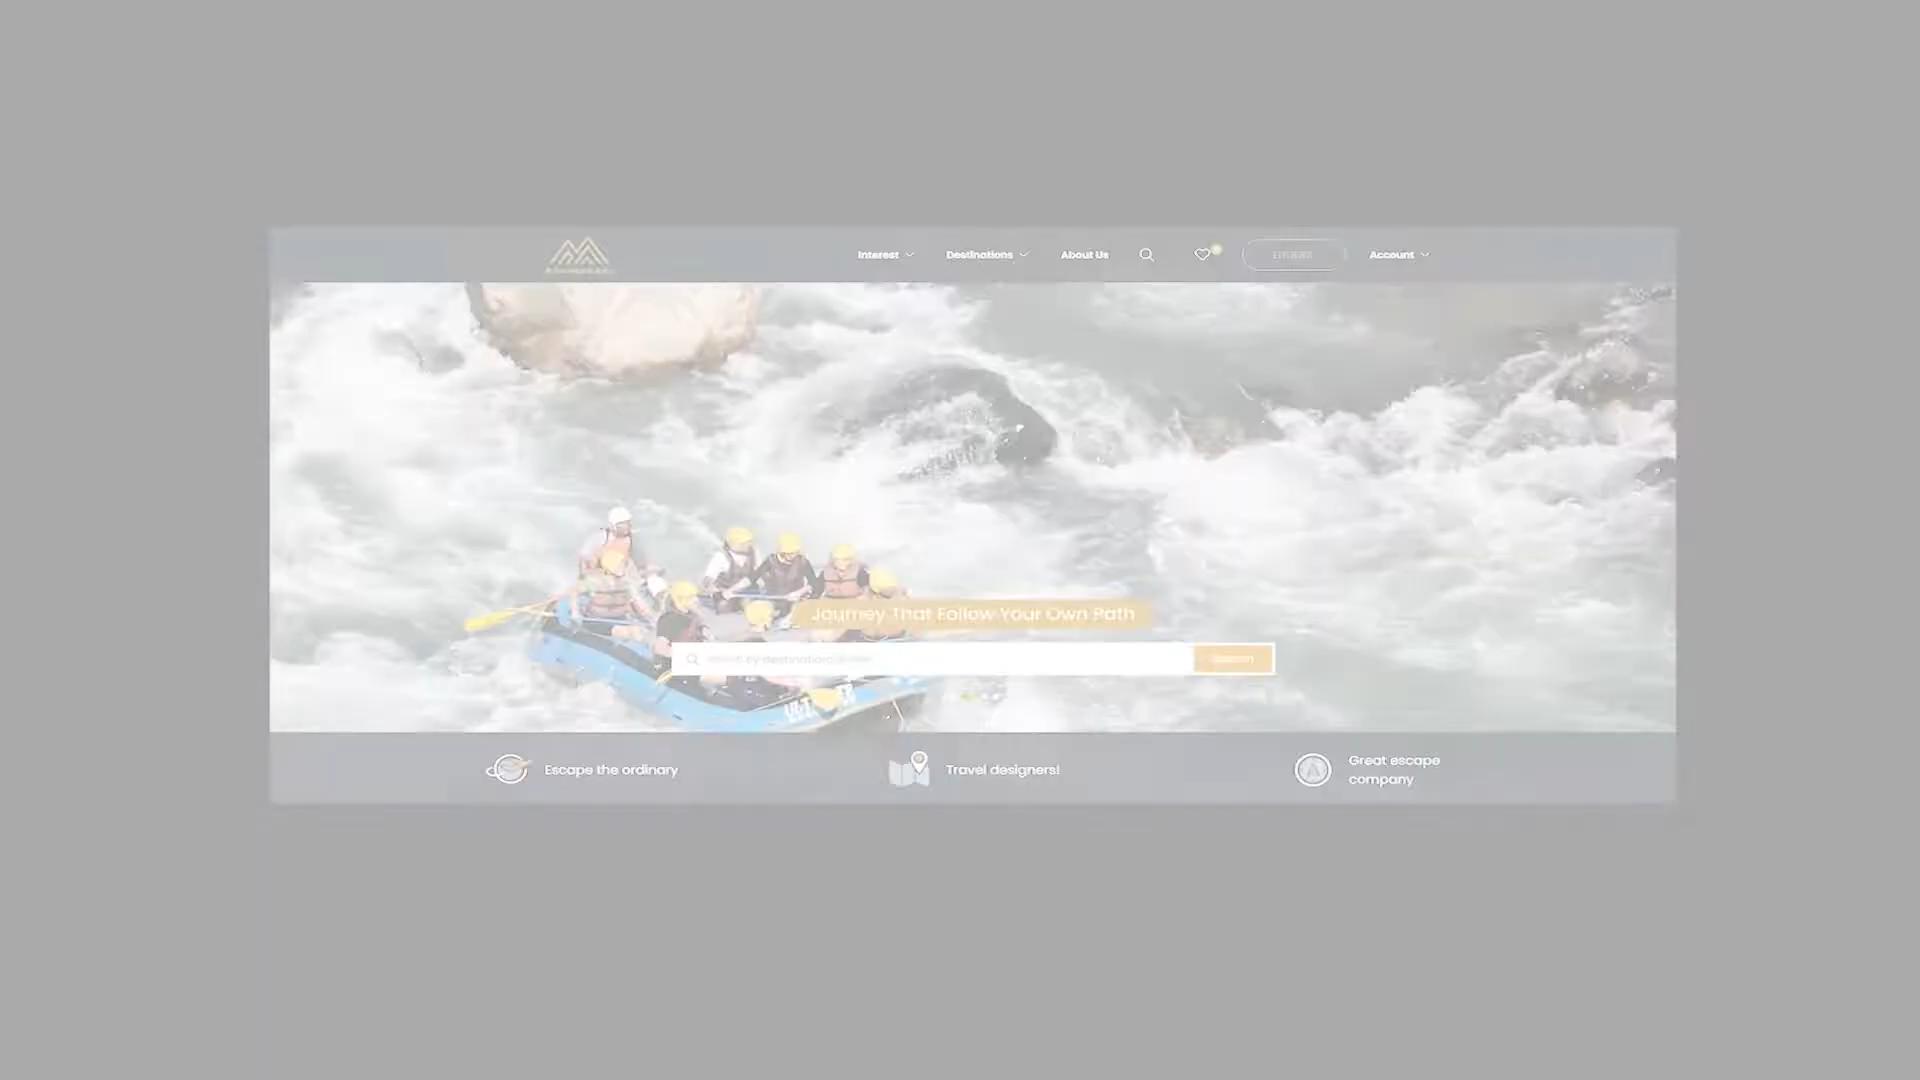 Interest
Destinations
About Us
Account
Journey That Follow Your Own Path
Escape the ordinary
Travel designers!
Great escape
company